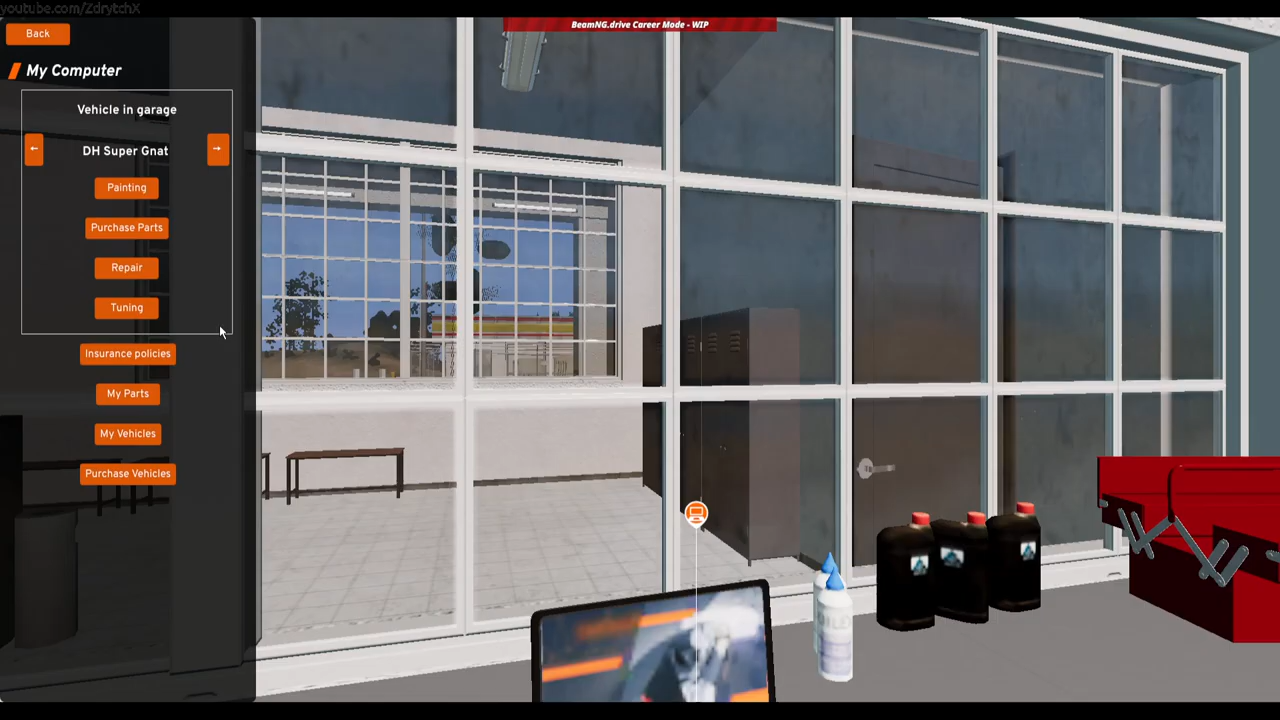 youtube.com/ZdrytchX
BeamNG.drive Career Mode - WIP
Back
My Computer
Vehicle in garage
← DH Super Gnat →
Painting
Purchase Parts
Repair
Tuning
Insurance policies
My Parts
My Vehicles
Purchase Vehicles